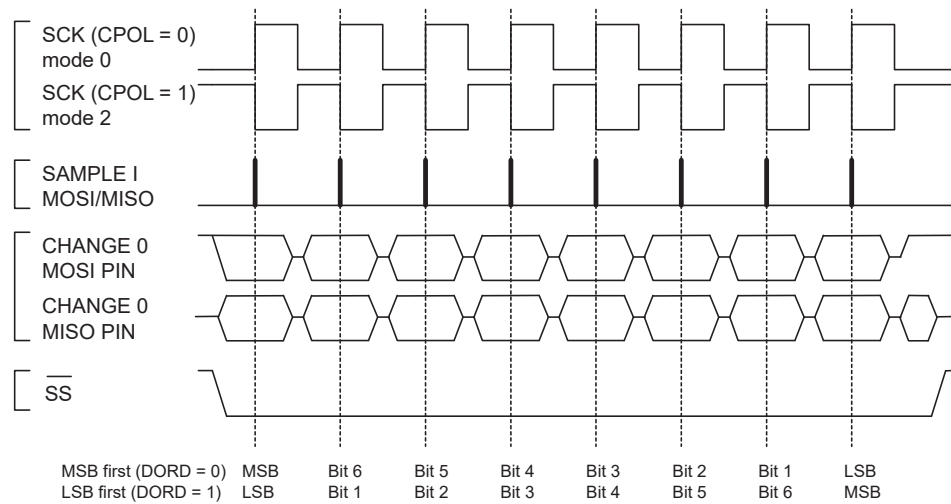 SCK (CPOL = 0)
mode 0
SCK (CPOL = 1)
mode 2
SAMPLE I
MOSI/MISO
CHANGE 0
MOSI PIN
CHANGE 0
MISO PIN
SS
MSB first (DORD = 0) MSB Bit 6 Bit 5 Bit 4 Bit 3 Bit 2 Bit 1 LSB
LSB first (DORD = 1) LSB Bit 1 Bit 2 Bit 3 Bit 4 Bit 5 Bit 6 MSB